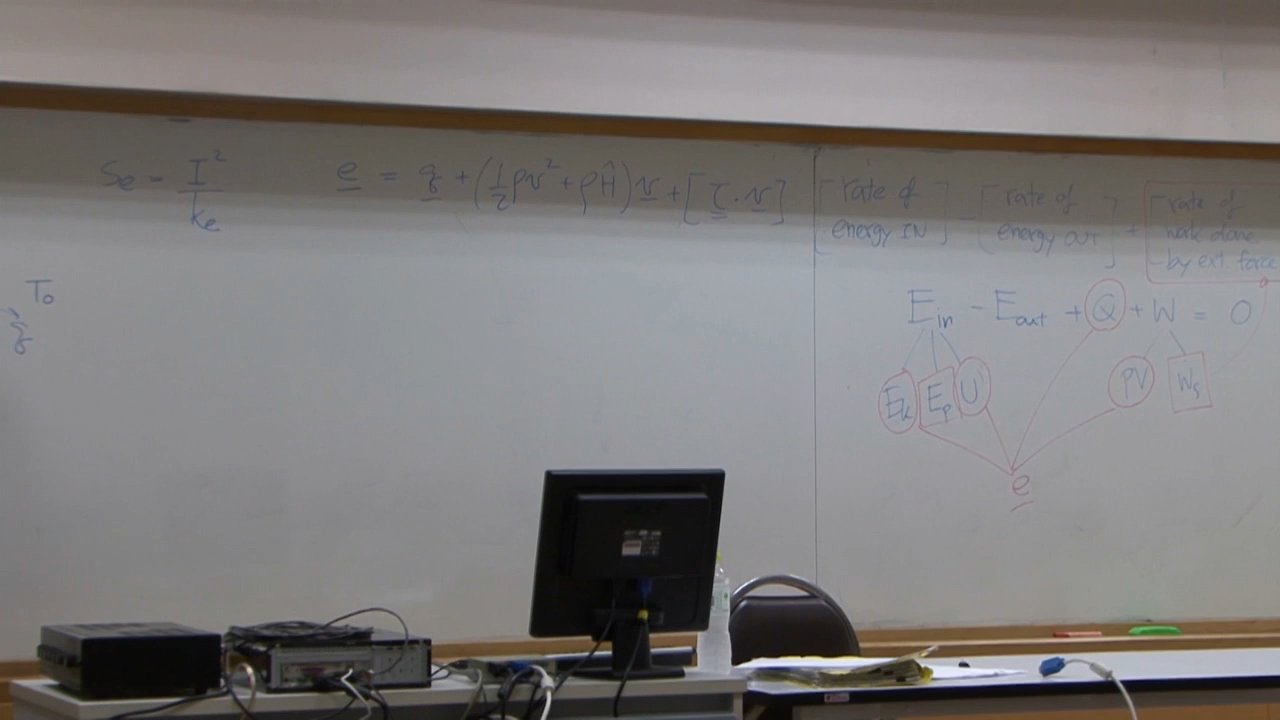 Se = I² / ke
e = q + (½ρv² + ρĤ)v + [τ · v]
To
q
[rate of energy IN] - [rate of energy OUT] + [rate of work done by ext force
Ein - Eout + Q + W = 0
Ek Ep U PV Ws
e